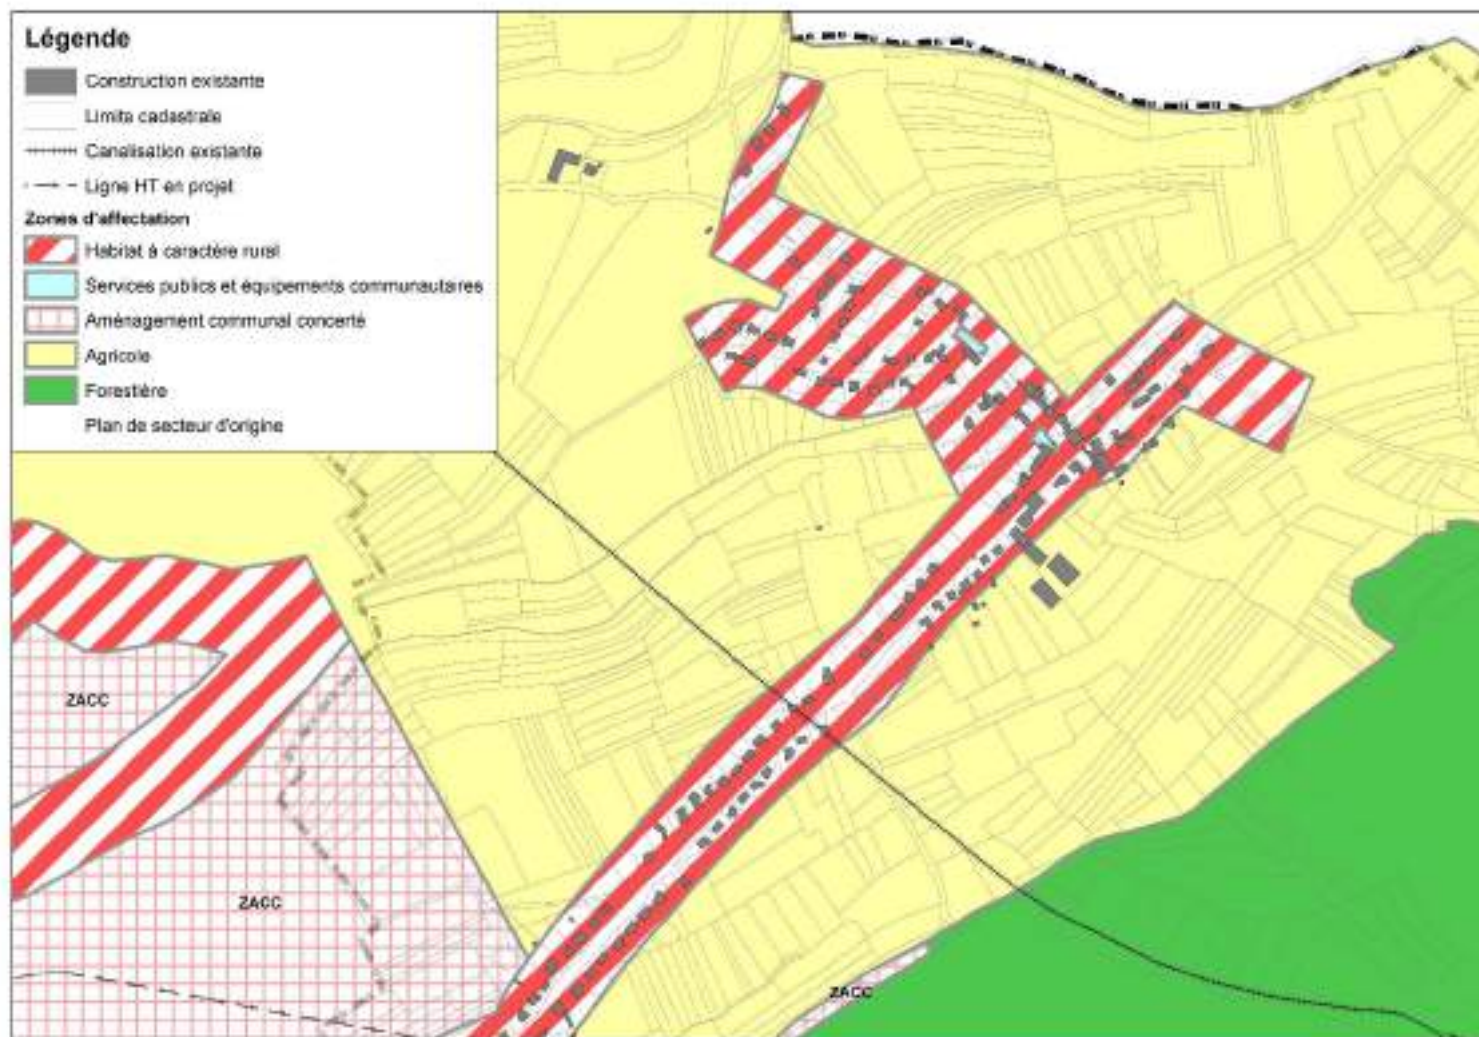 Légende
Construction existante
Limite cadastrale
Canalisation existante
Ligne HT en projet
Zones d'affectation
Habitat à caractère rural
Services publics et équipements communautaires
Aménagement communal concerté
Agricole
Forestière
Plan de secteur d'origine
ZACC
ZACC
ZACC